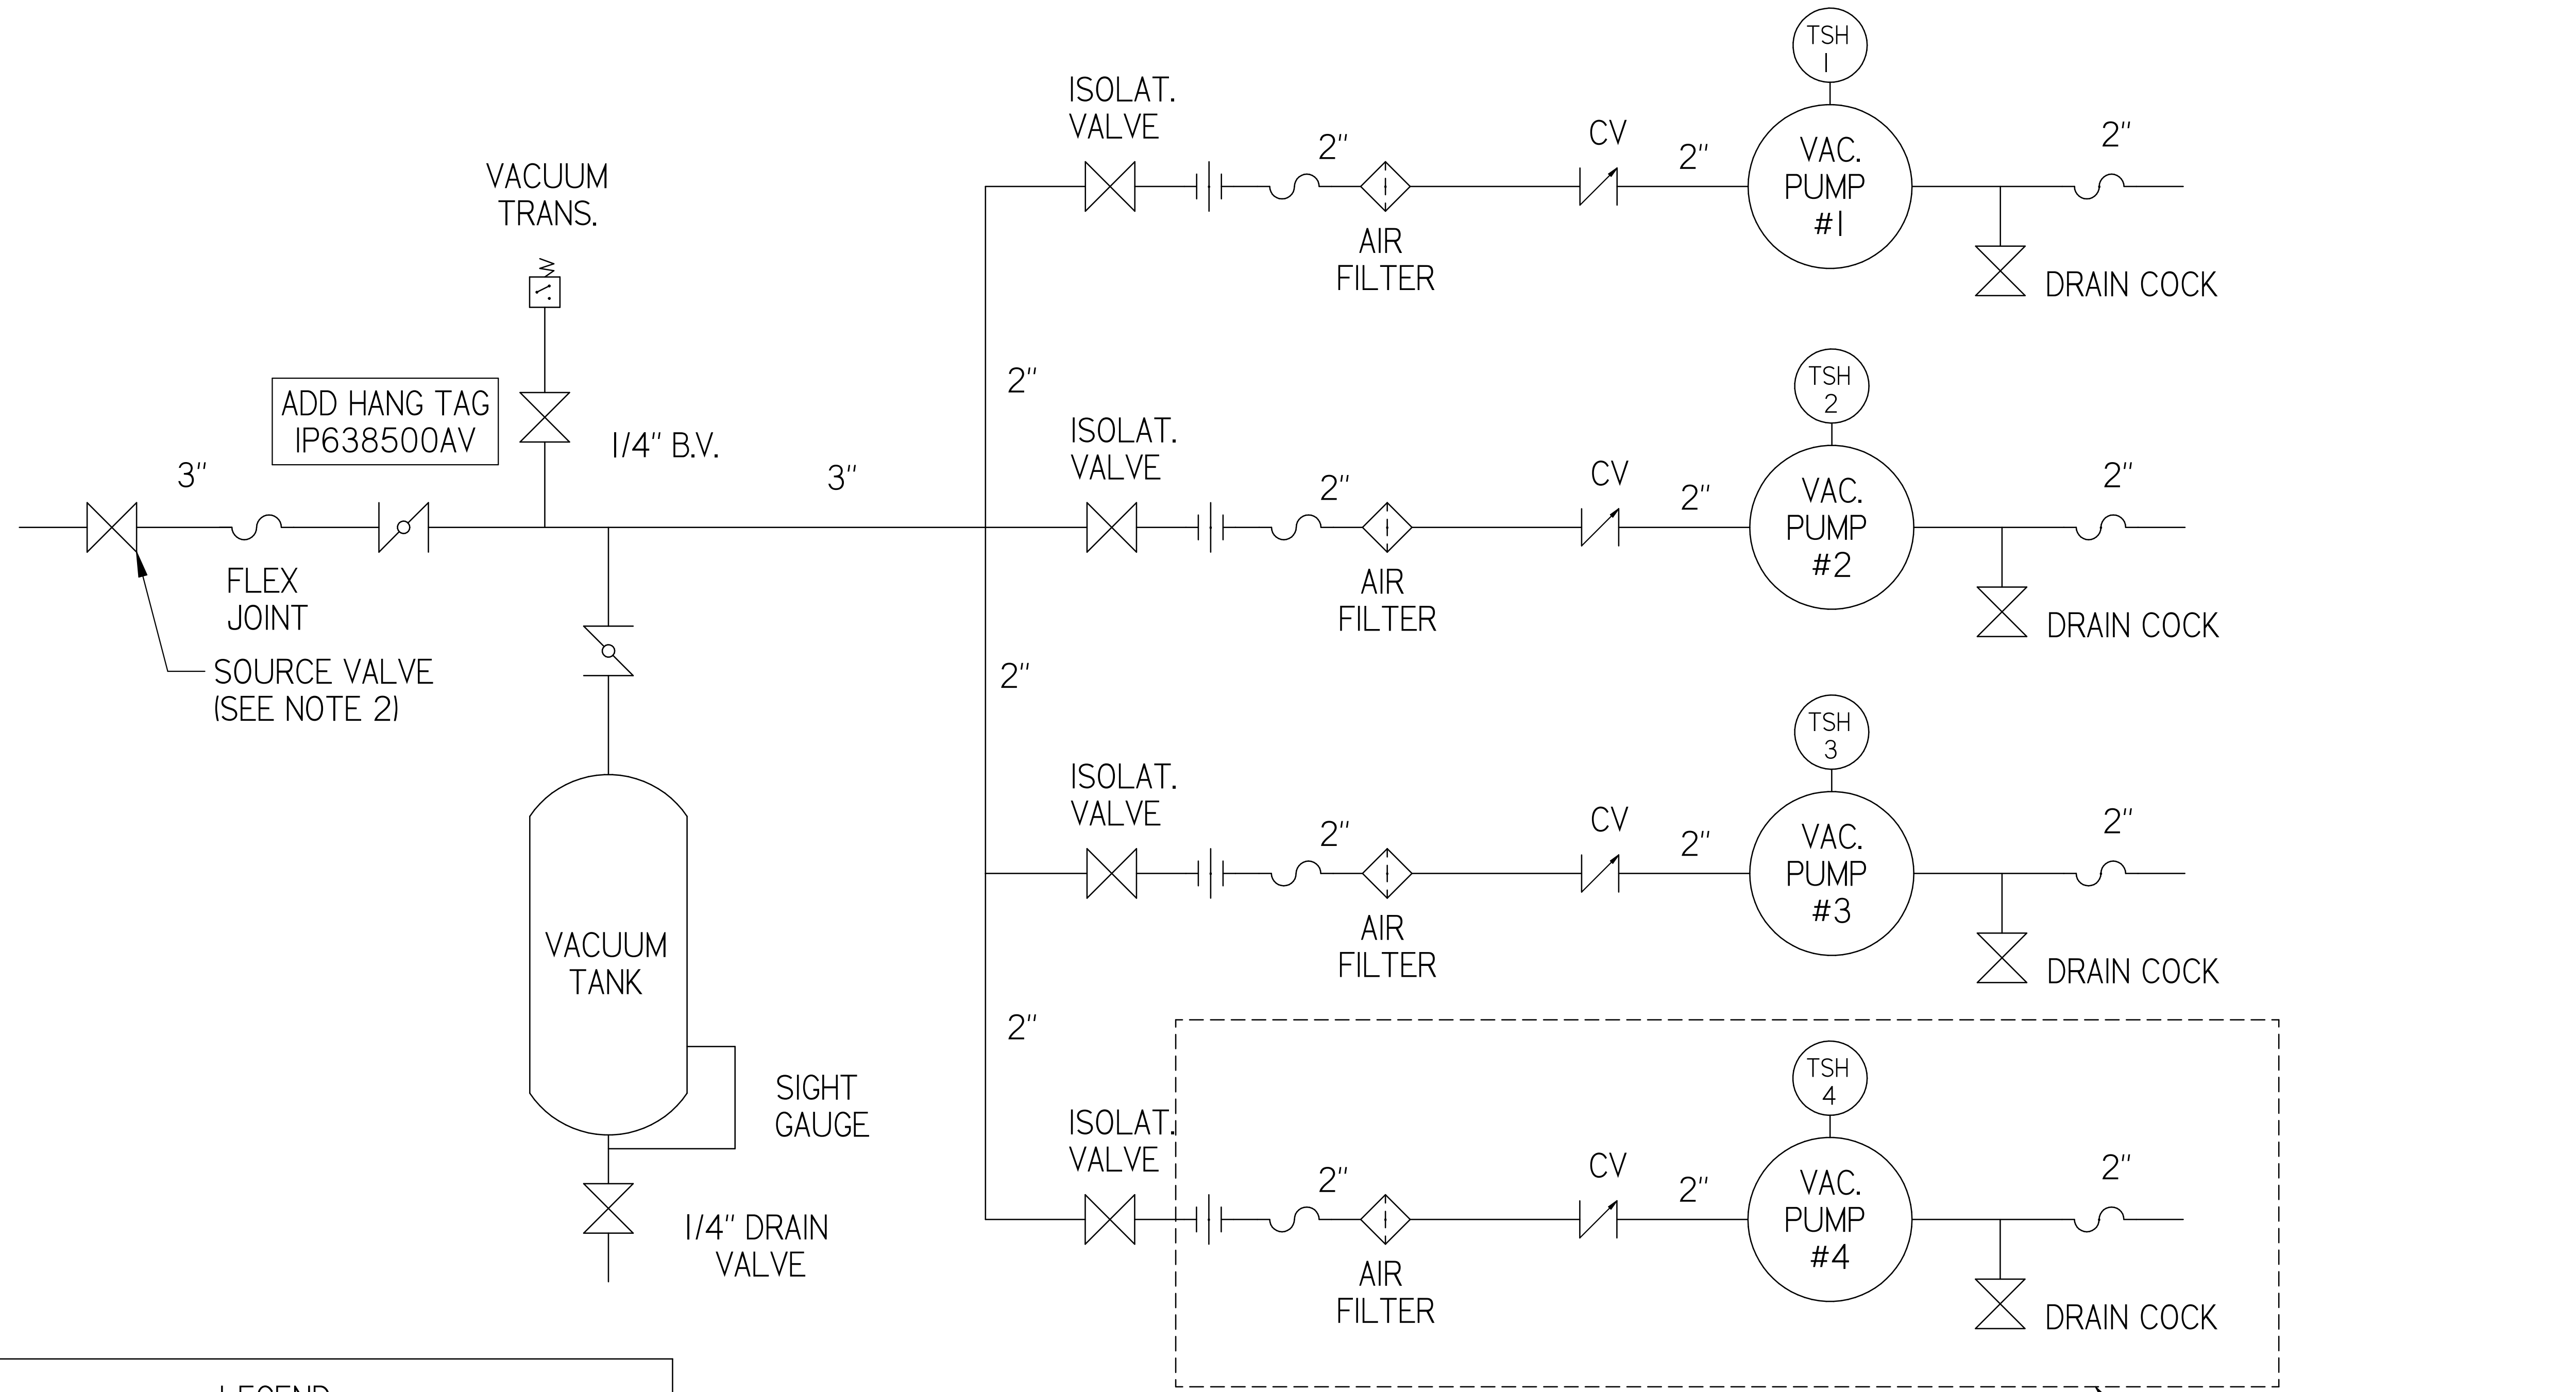 TSH
1
ISOLAT.
VALVE
2"
CV
2"
VAC.
PUMP
#1
2"
AIR
FILTER
DRAIN COCK
VACUUM
TRANS.
ADD HANG TAG
IP638500AV
1/4" B.V.
3"
3"
FLEX
JOINT
SOURCE VALVE
(SEE NOTE 2)
2"
TSH
2
ISOLAT.
VALVE
2"
CV
2"
VAC.
PUMP
#2
2"
AIR
FILTER
DRAIN COCK
2"
TSH
3
ISOLAT.
VALVE
2"
CV
2"
VAC.
PUMP
#3
2"
AIR
FILTER
DRAIN COCK
VACUUM
TANK
SIGHT
GAUGE
1/4" DRAIN
VALVE
2"
TSH
4
ISOLAT.
VALVE
2"
CV
2"
VAC.
PUMP
#4
2"
AIR
FILTER
DRAIN COCK
LEGEND